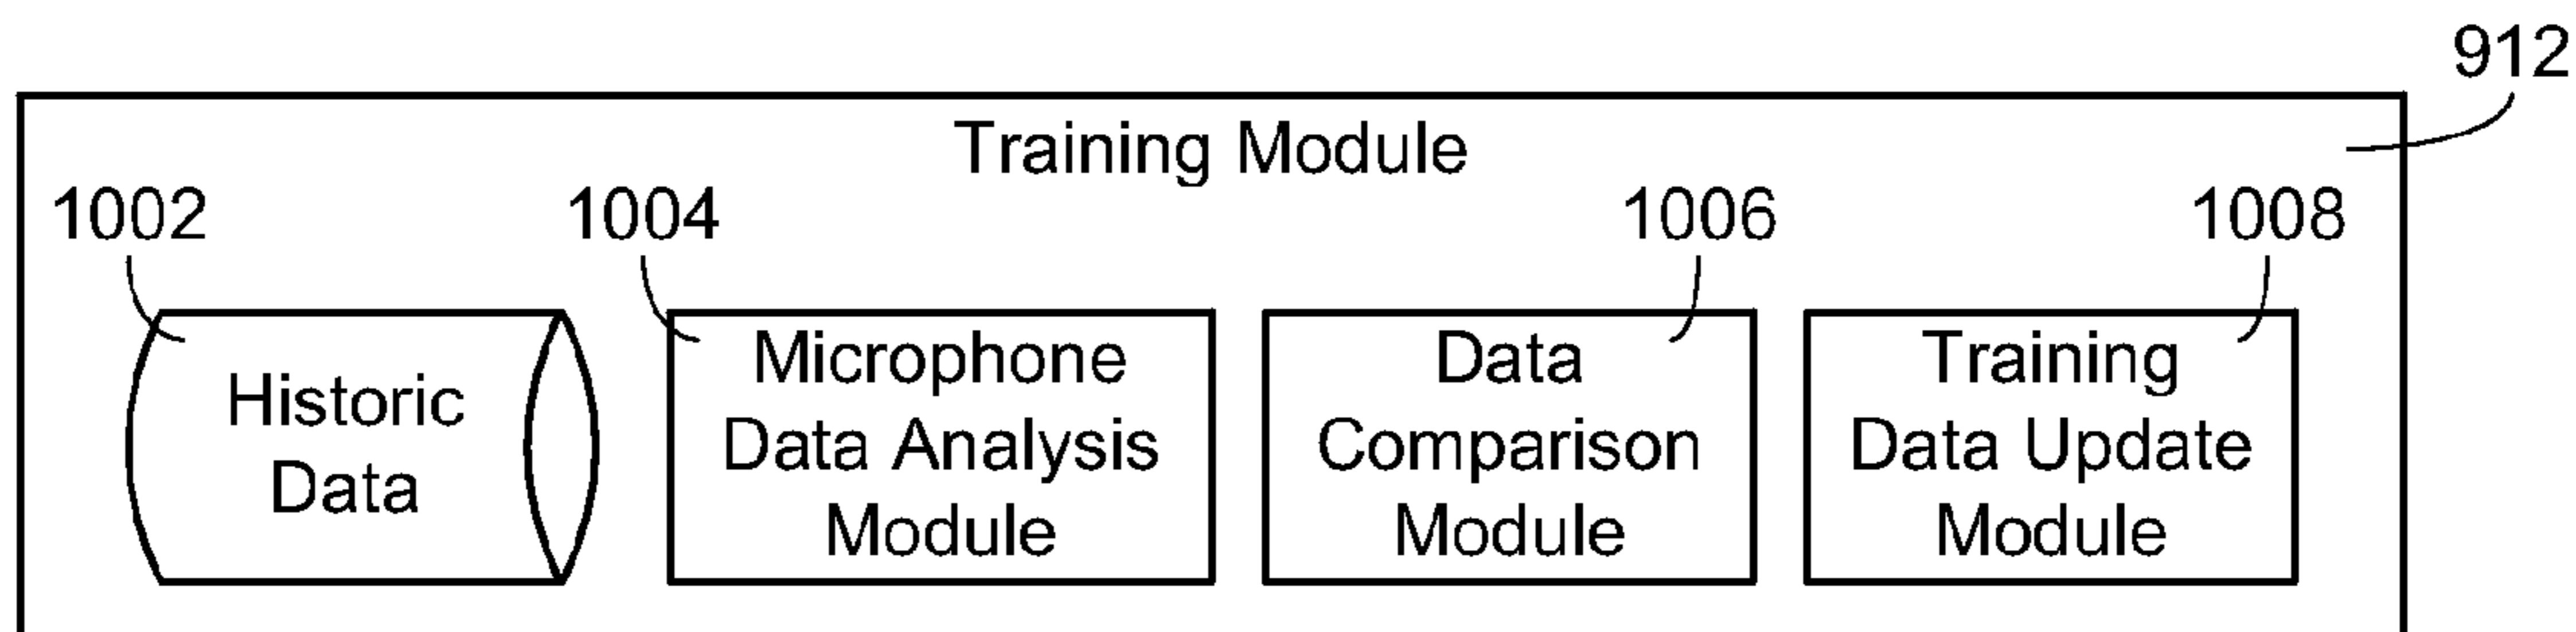 912
Training Module
1002
1004
1006
1008
Historic
Data
Microphone
Data Analysis
Module
Data
Comparison
Module
Training
Data Update
Module